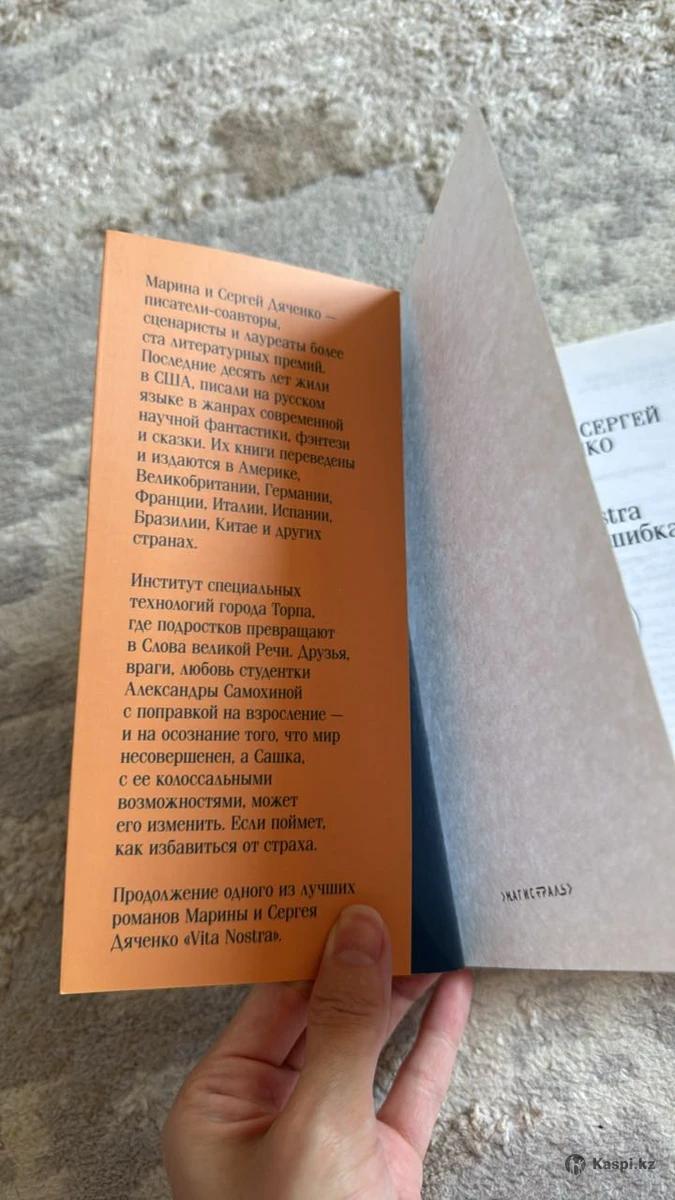 Марина и Сергей Дяченко —
писатели-соавторы,
сценаристы и лауреаты более
ста литературных премий.
Последние десять лет жили
в США, писали на русском
языке в жанрах современной
научной фантастики, фэнтези
и сказки. Их книги переведены
и издаются в Америке,
Великобритании, Германии,
Франции, Италии, Испании,
Бразилии, Китае и других
странах.
Институт специальных
технологий города Торпа,
где подростков превращают
в Слова великой Речи. Друзья,
враги, любовь студентки
Александры Самохиной
с поправкой на взросление —
и на осознание того, что мир
несовершенен, а Сашка,
с ее колоссальными
возможностями, может
его изменить. Если поймет,
как избавиться от страха.
Продолжение одного из лучших
романов Марины и Сергея
Дяченко «Vita Nostra».
МАГИСТРАЛЬ
СЕРГЕЙ
КО
stra
шибка
Kaspi.kz